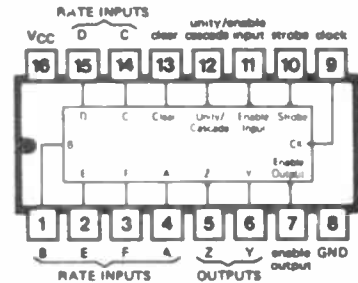 RATE INPUTS unity/enable
VCC D C clear cascade input strobe clock
16 15 14 13 12 11 10 9
D C Clear Unity/ Enable Strobe
Cascade Input
B CK
Enable
E F A Z Y Output
1 2 3 4 5 6 7 8
B E F A Z Y enable GND
RATE INPUTS OUTPUTS output